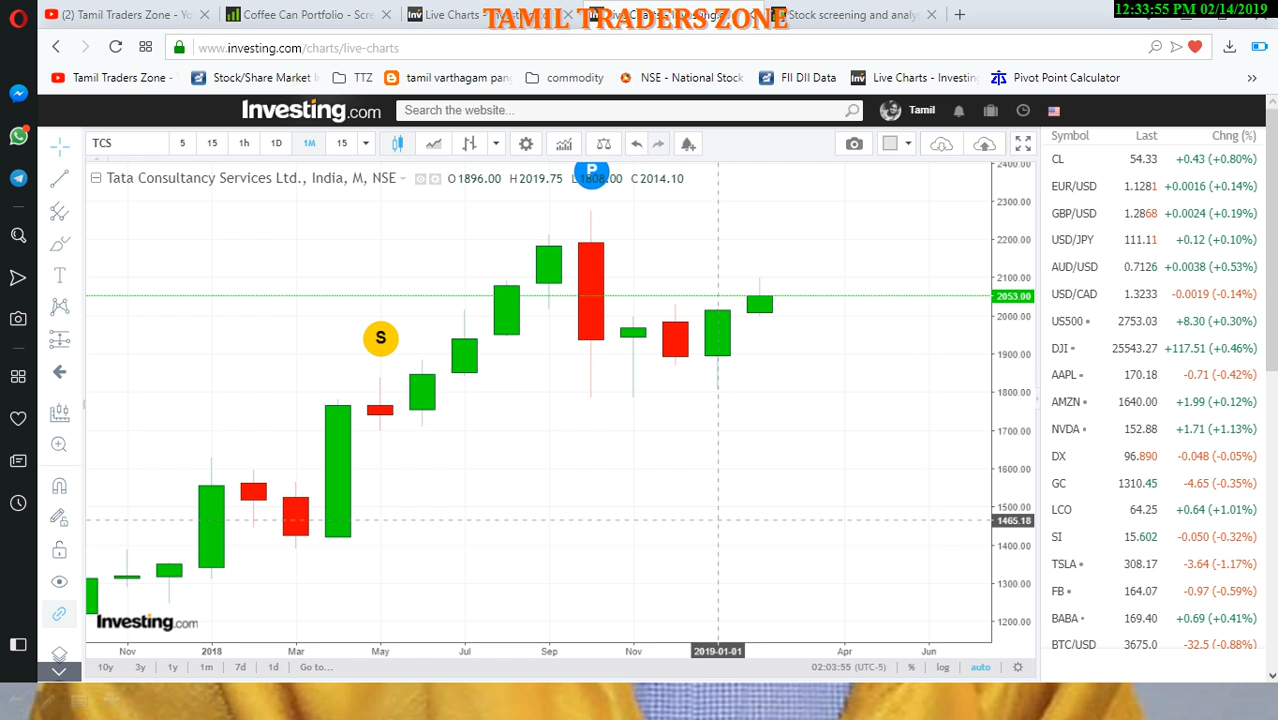 TAMIL TRADERS ZONE
12:33:55 PM 02/14/2019
(2) Tamil Traders Zone - Yo
Coffee Can Portfolio - Scre
Live Charts - Investing
Stock screening and analys
www.investing.com/charts/live-charts
Tamil Traders Zone -
Stock/Share Market I
TTZ
tamil varthagam pan
commodity
NSE - National Stock
FII DII Data
Live Charts - Investin
Pivot Point Calculator
Investing.com
Search the website...
Tamil
TCS
5
15
1h
1D
1M
15
Tata Consultancy Services Ltd., India, M, NSE
O 1896.00 H 2019.75 L 1808.00 C 2014.10
P
S
2400.00
2300.00
2200.00
2100.00
2053.00
2000.00
1900.00
1800.00
1700.00
1600.00
1500.00
1465.18
1400.00
1300.00
1200.00
Investing.com
Nov 2018 Mar May Jul Sep Nov 2019-01-01 Apr Jun
10y 3y 1y 1m 7d 1d Go to...
02:03:55 (UTC-5) % log auto
Symbol Last Chng (%)
CL 54.33 +0.43 (+0.80%)
EUR/USD 1.1281 +0.0016 (+0.14%)
GBP/USD 1.2868 +0.0024 (+0.19%)
USD/JPY 111.11 +0.12 (+0.10%)
AUD/USD 0.7126 +0.0038 (+0.53%)
USD/CAD 1.3233 -0.0019 (-0.14%)
US500 2753.03 +8.30 (+0.30%)
DJI 25543.27 +117.51 (+0.46%)
AAPL 170.18 -0.71 (-0.42%)
AMZN 1640.00 +1.99 (+0.12%)
NVDA 152.88 +1.71 (+1.13%)
DX 96.890 -0.048 (-0.05%)
GC 1310.45 -4.65 (-0.35%)
LCO 64.25 +0.64 (+1.01%)
SI 15.602 -0.050 (-0.32%)
TSLA 308.17 -3.64 (-1.17%)
FB 164.07 -0.97 (-0.59%)
BABA 169.40 +0.69 (+0.41%)
BTC/USD 3675.0 -32.5 (-0.88%)